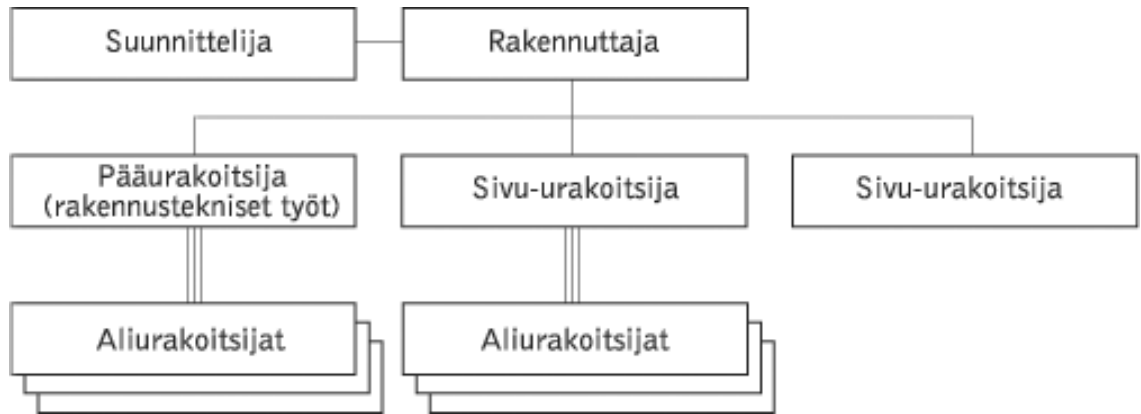 Suunnittelija
Rakennuttaja
Pääurakoitsija
(rakennustekniset työt)
Sivu-urakoitsija
Sivu-urakoitsija
Aliurakoitsijat
Aliurakoitsijat